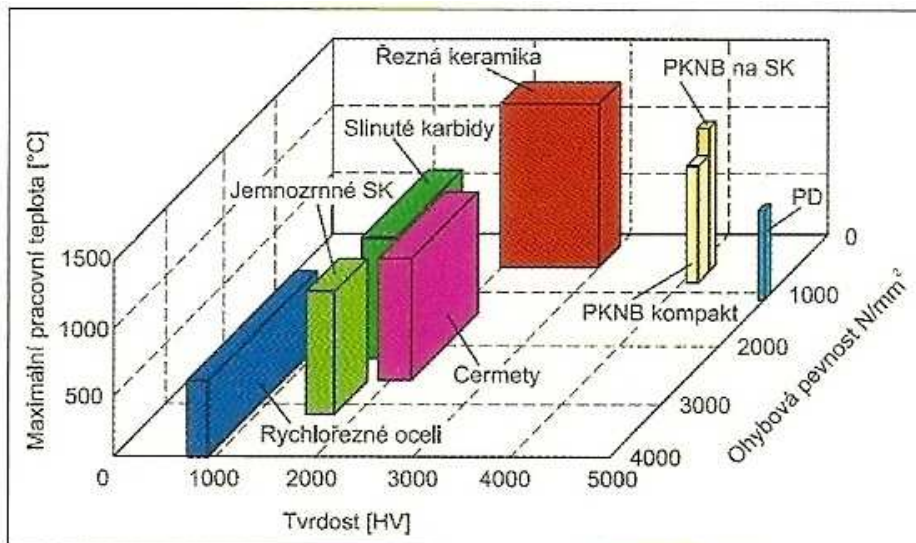 Řezná keramika
PKNB na SK
Slinuté karbidy
Jemnozrnné SK
PD
Maximální pracovní teplota [°C]
1500
1000
500
0
1000
2000
3000
4000
5000
Tvrdost [HV]
0
1000
2000
3000
4000
Ohybová pevnost N/mm²
PKNB kompakt
Cermety
Rychlořezné oceli